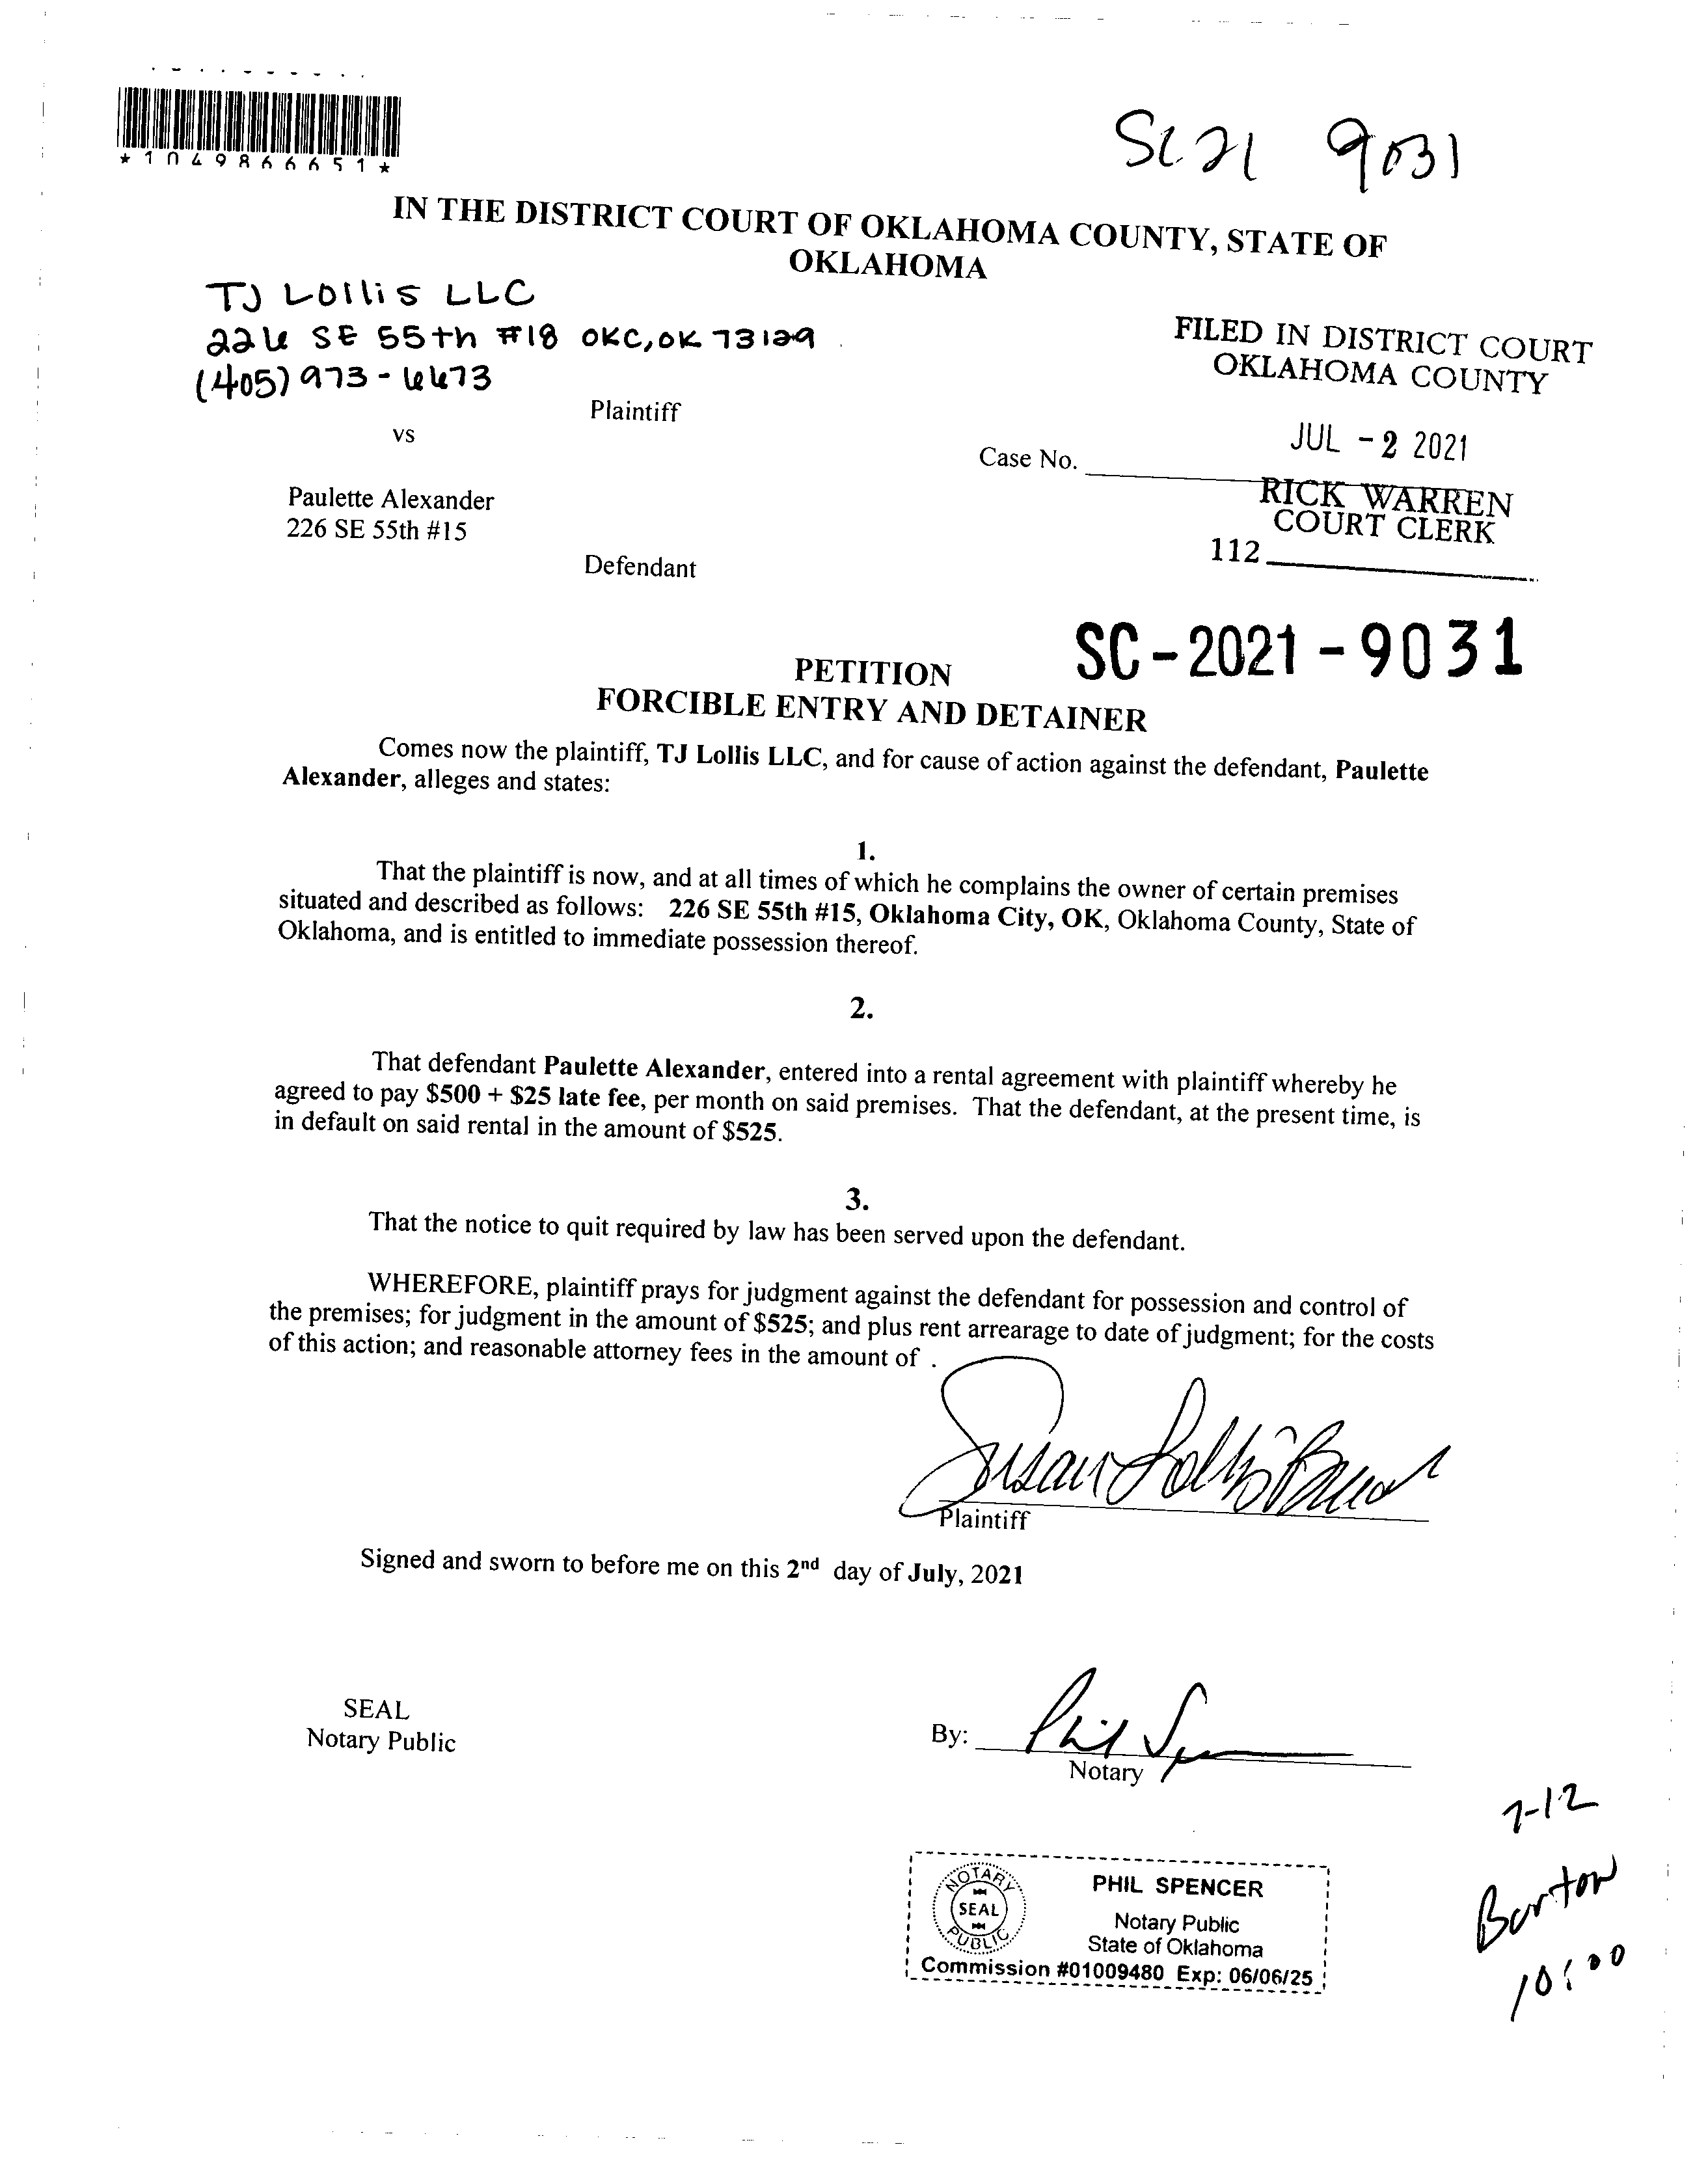 *1049866651*
SC 21 9031
IN THE DISTRICT COURT OF OKLAHOMA COUNTY, STATE OF
OKLAHOMA
TJ Lollis LLC
226 SE 55th #18 OKC, OK 73129
(405) 973-6673
Plaintiff
vs
FILED IN DISTRICT COURT
OKLAHOMA COUNTY
JUL - 2 2021
Case No.
RICK WARREN
COURT CLERK
112
Paulette Alexander
226 SE 55th #15
Defendant
SC-2021-9031
PETITION
FORCIBLE ENTRY AND DETAINER
Comes now the plaintiff, TJ Lollis LLC, and for cause of action against the defendant, Paulette
Alexander, alleges and states:
1.
That the plaintiff is now, and at all times of which he complains the owner of certain premises
situated and described as follows: 226 SE 55th #15, Oklahoma City, OK, Oklahoma County, State of
Oklahoma, and is entitled to immediate possession thereof.
2.
That defendant Paulette Alexander, entered into a rental agreement with plaintiff whereby he
agreed to pay $500 + $25 late fee, per month on said premises. That the defendant, at the present time, is
in default on said rental in the amount of $525.
3.
That the notice to quit required by law has been served upon the defendant.
WHEREFORE, plaintiff prays for judgment against the defendant for possession and control of
the premises; for judgment in the amount of $525; and plus rent arrearage to date of judgment; for the costs
of this action; and reasonable attorney fees in the amount of .
Susan Lollis
Plaintiff
Signed and sworn to before me on this 2nd day of July, 2021
SEAL
Notary Public
By: Phil Spencer
Notary
7-12
Barton
10:00
NOTARY
SEAL
PUBLIC
PHIL SPENCER
Notary Public
State of Oklahoma
Commission #01009480 Exp: 06/06/25